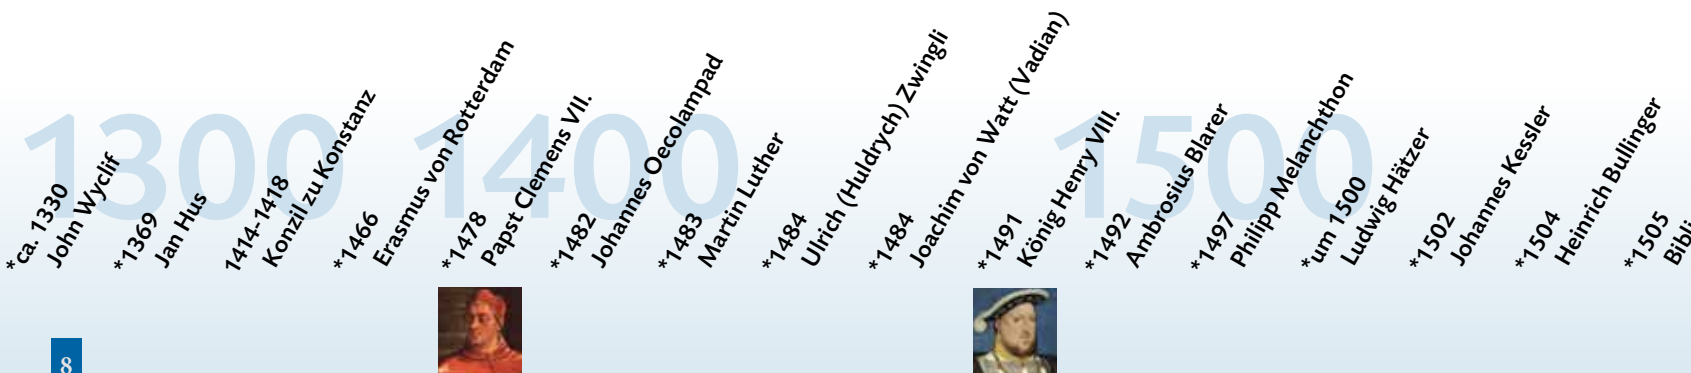 1300 1400 1500
*ca. 1330
John Wyclif
*1369
Jan Hus
1414-1418
Konzil zu Konstanz
*1466
Erasmus von Rotterdam
*1478
Papst Clemens VII.
*1482
Johannes Oecolampad
*1483
Martin Luther
*1484
Ulrich (Huldrych) Zwingli
*1484
Joachim von Watt (Vadian)
*1491
König Henry VIII.
*1492
Ambrosius Blarer
*1497
Philipp Melanchthon
*um 1500
Ludwig Hätzer
*1502
Johannes Kessler
*1504
Heinrich Bullinger
*1505
Bibli
8